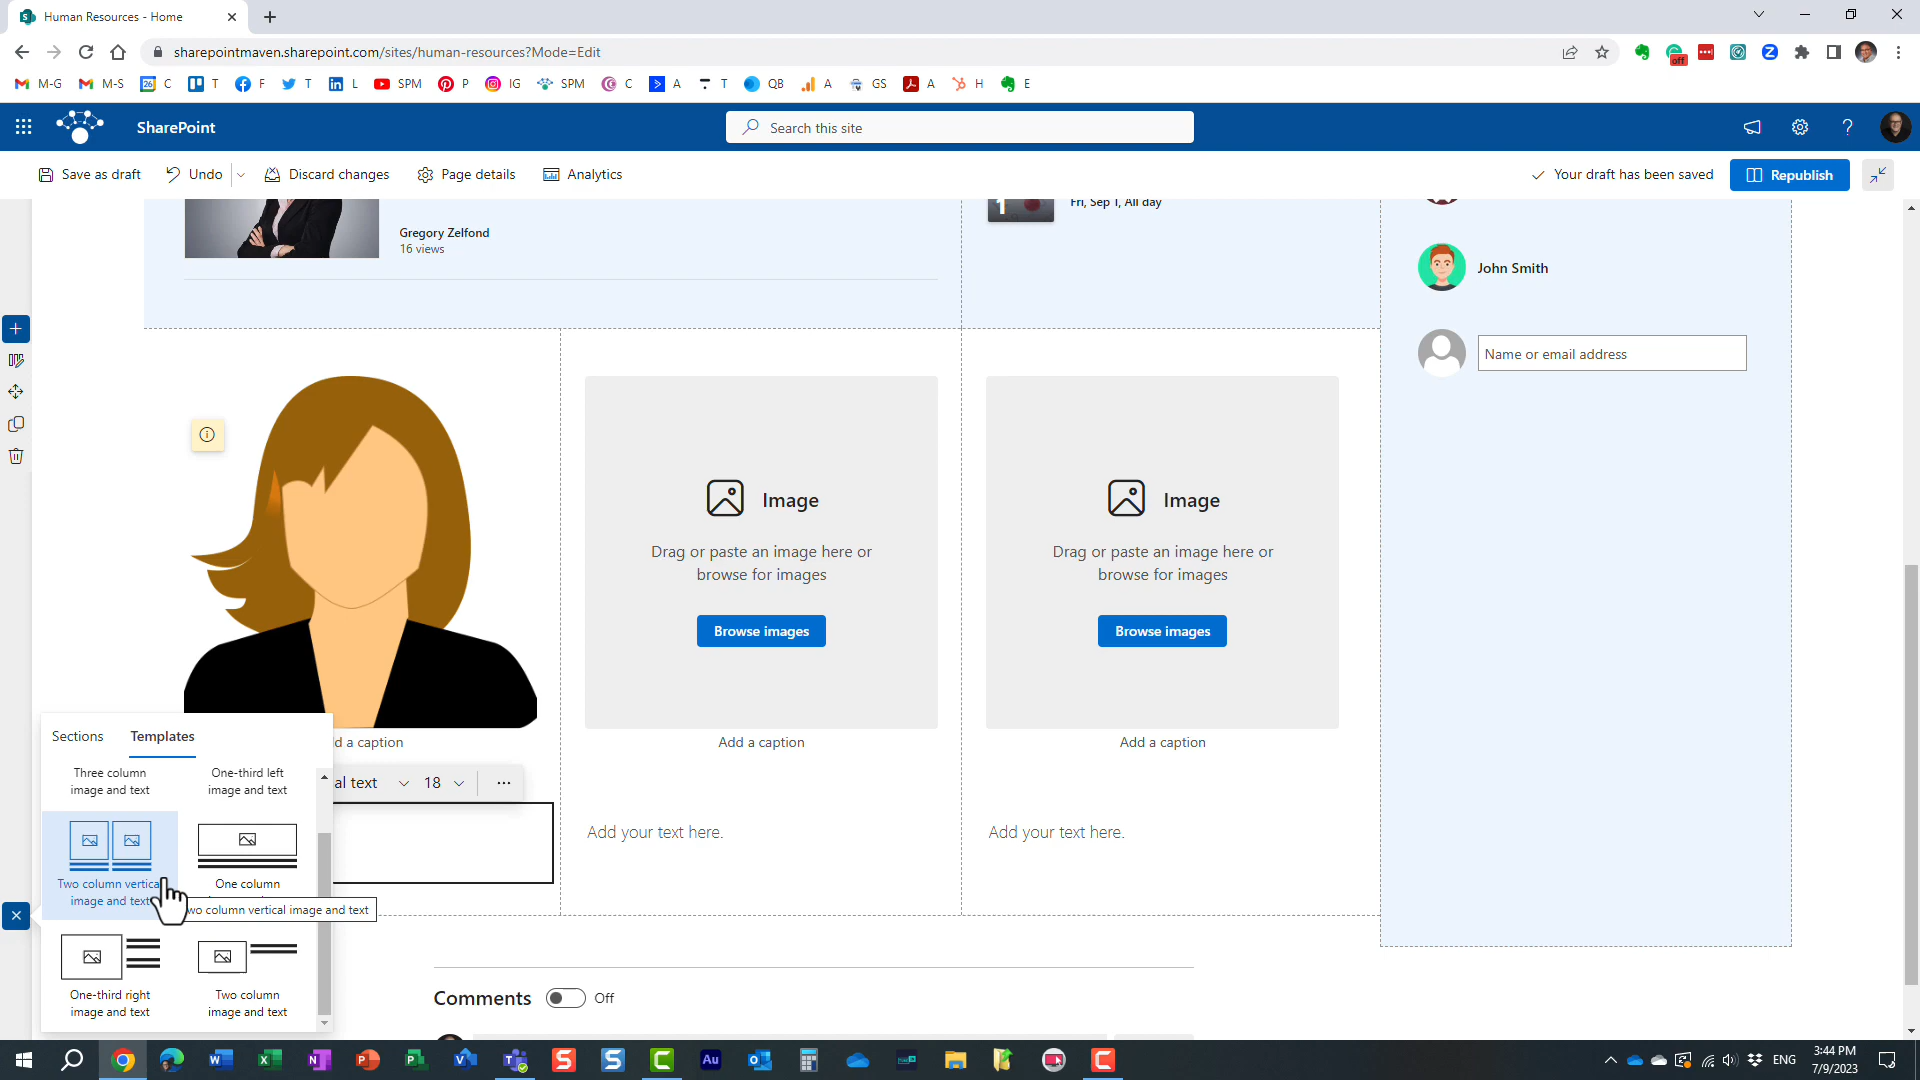 Human Resources - Home
sharepointmaven.sharepoint.com/sites/human-resources?Mode=Edit
off
M-G
M-S
26
C
T
F
T
L
SPM
P
IG
SPM
C
A
T
QB
A
GS
A
H
E
SharePoint
Search this site
Save as draft
Undo
Discard changes
Page details
Analytics
Your draft has been saved
Republish
Gregory Zelfond
16 views
1
Fri, Sep 1, All day
John Smith
Name or email address
Image
Drag or paste an image here or
browse for images
Browse images
Add a caption
Image
Drag or paste an image here or
browse for images
Browse images
Add a caption
d a caption
al text
18
Add your text here.
Add your text here.
Sections
Templates
Three column
image and text
One-third left
image and text
Two column vertica
image and text
One column
wo column vertical image and text
One-third right
image and text
Two column
image and text
Comments
Off
ENG
3:44 PM
7/9/2023